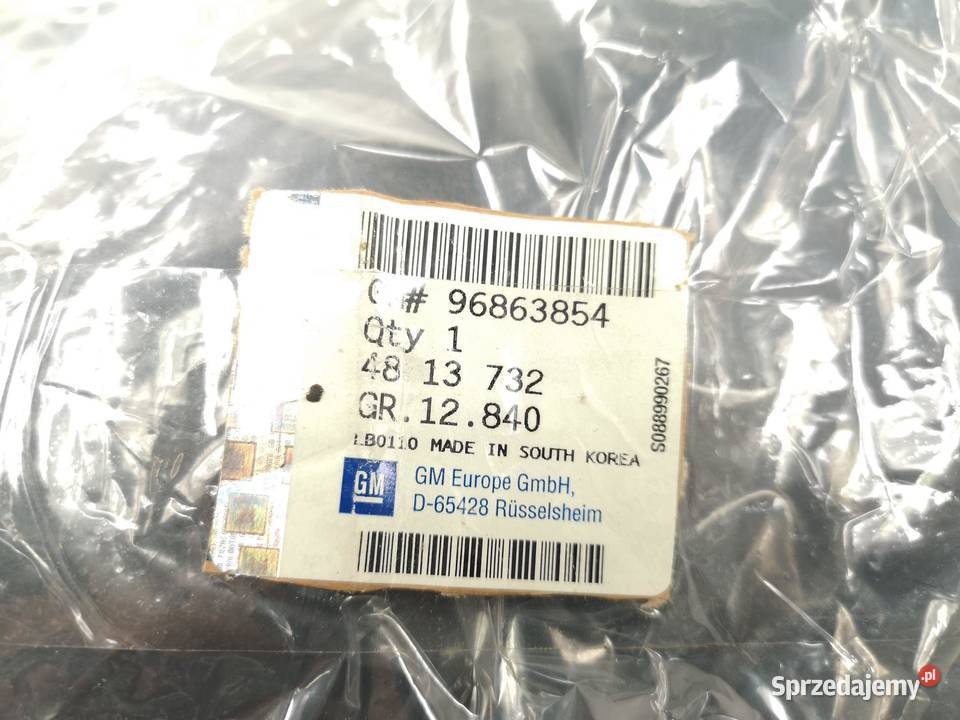 # 96863854
Qty 1
48 13 732
GR.12.840
LB0110 MADE IN SOUTH KOREA
GM
GM Europe GmbH,
D-65428 Rüsselsheim
S088990267
Sprzedajemy.pl